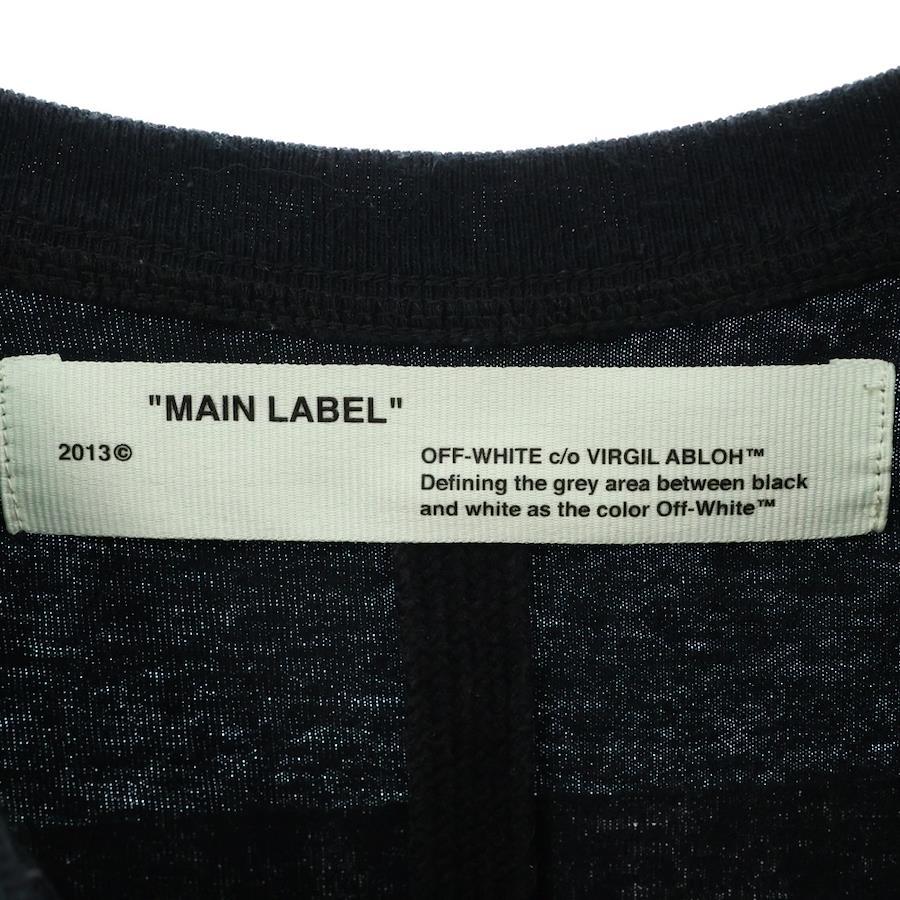 "MAIN LABEL"
2013©
OFF-WHITE c/o VIRGIL ABLOH™
Defining the grey area between black
and white as the color Off-White™